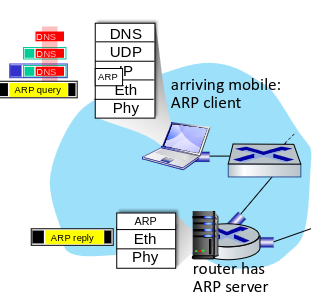 DNS
DNS
DNS
ARP query
DNS
UDP
IP
ARP
Eth
Phy
arriving mobile:
ARP client
ARP reply
ARP
Eth
Phy
router has
ARP server